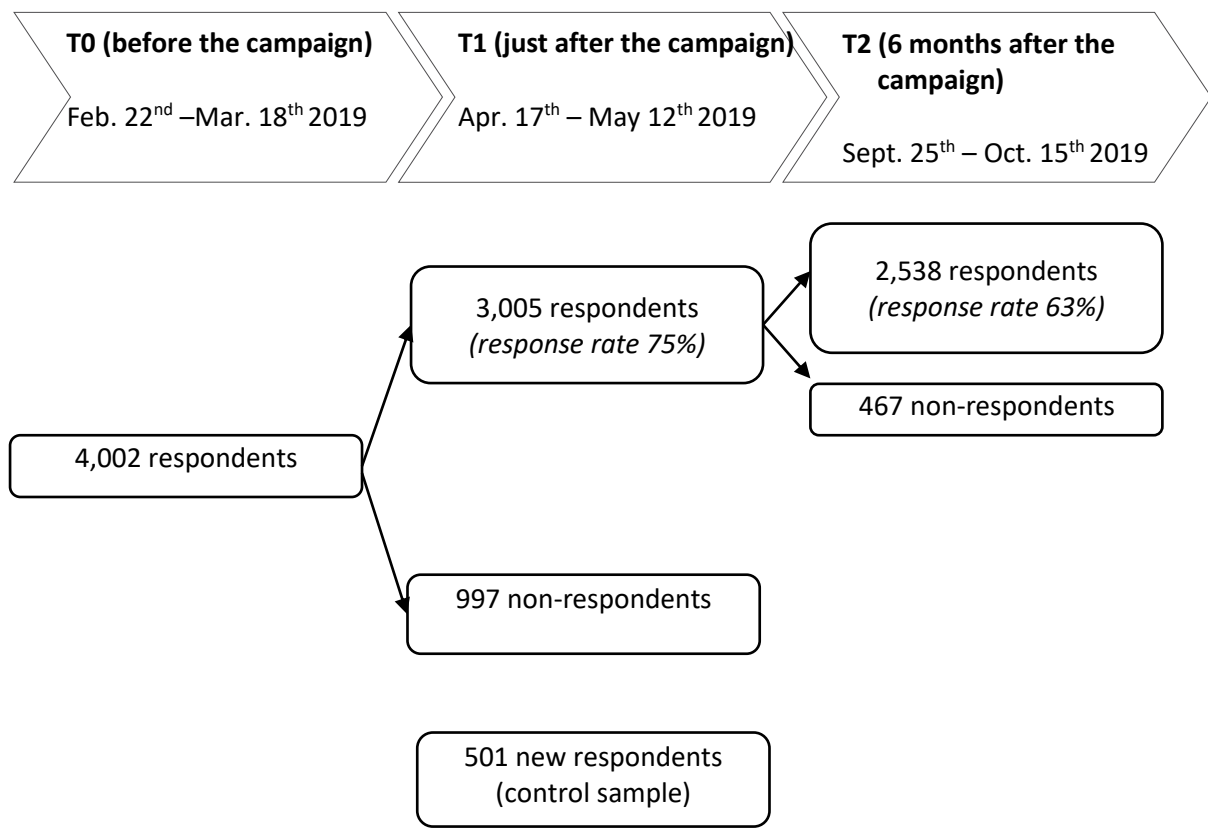 T0 (before the campaign)
Feb. 22nd –Mar. 18th 2019
T1 (just after the campaign)
Apr. 17th – May 12th 2019
T2 (6 months after the
campaign)
Sept. 25th – Oct. 15th 2019
4,002 respondents
3,005 respondents
(response rate 75%)
997 non-respondents
501 new respondents
(control sample)
2,538 respondents
(response rate 63%)
467 non-respondents